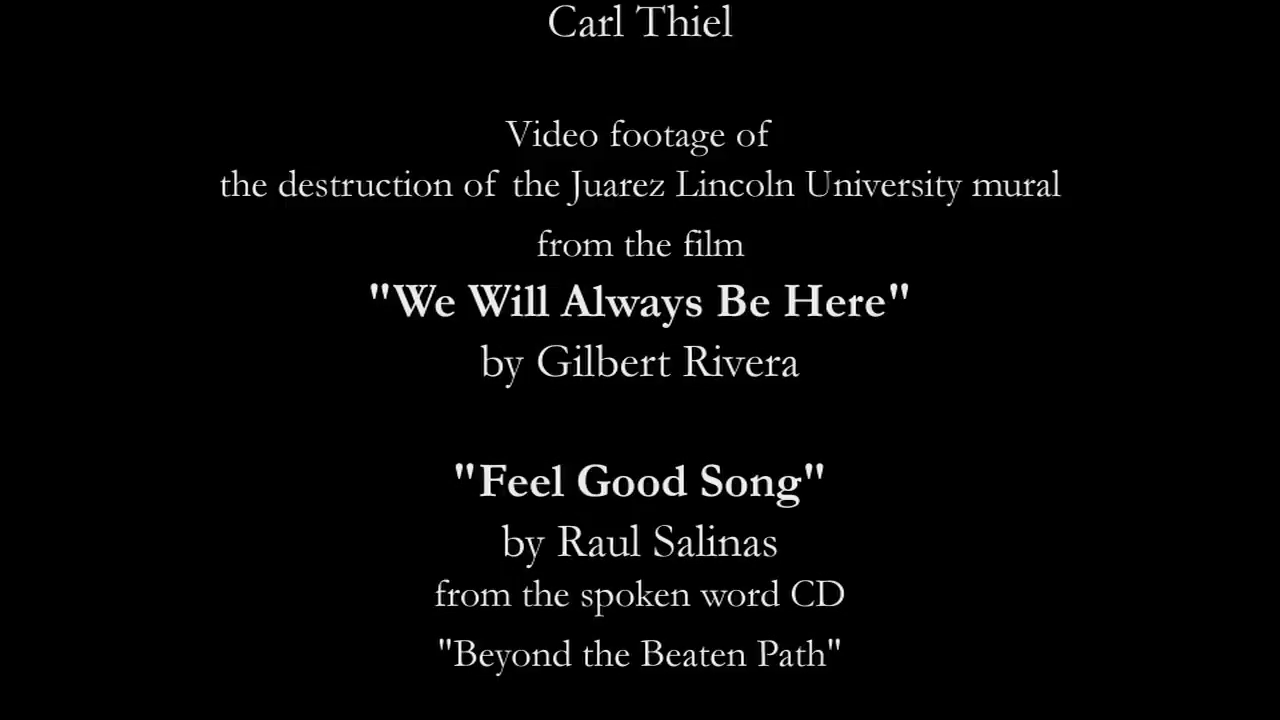 Carl Thiel
Video footage of
the destruction of the Juarez Lincoln University mural
from the film
"We Will Always Be Here"
by Gilbert Rivera
"Feel Good Song"
by Raul Salinas
from the spoken word CD
"Beyond the Beaten Path"